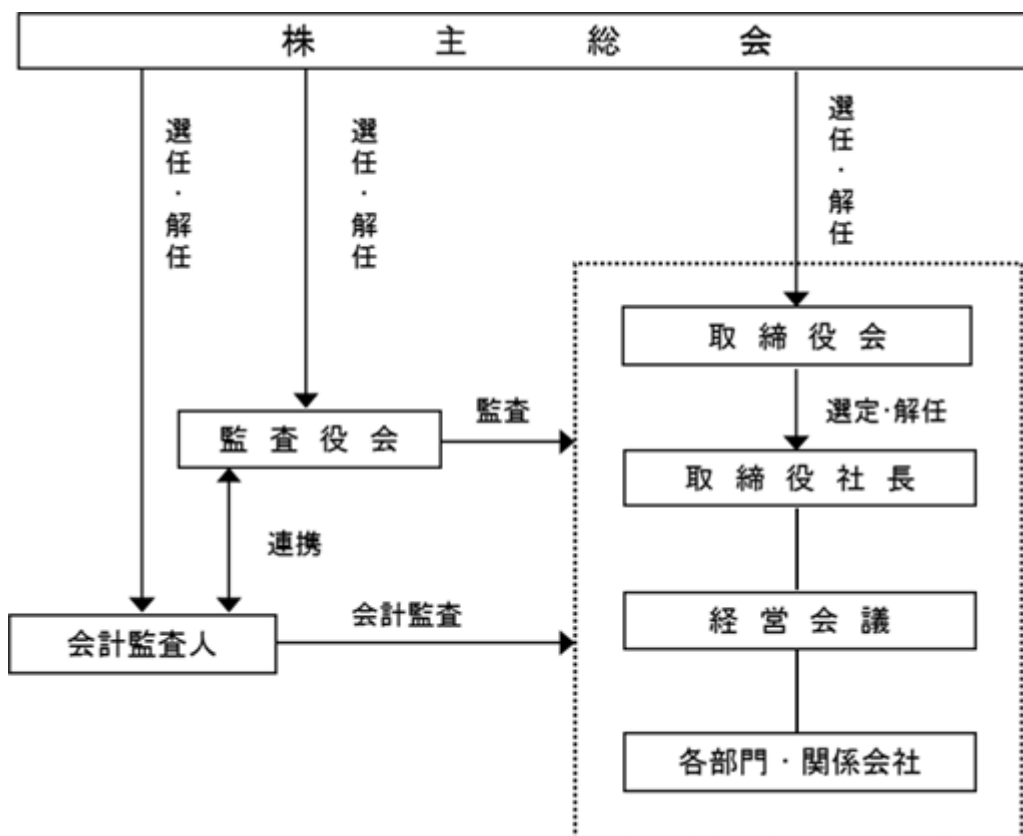 株主総会
選任・解任
選任・解任
選任・解任
取締役会
選定・解任
監査役会
監査
取締役社長
連携
経営会議
会計監査人
会計監査
各部門・関係会社